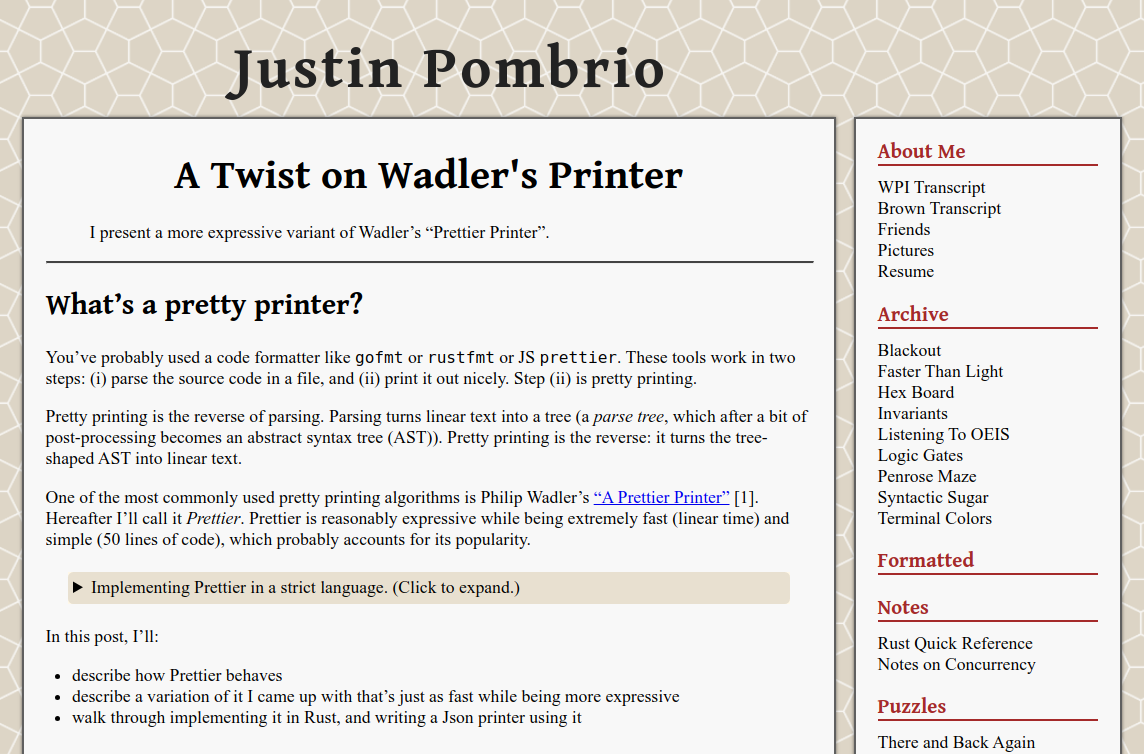 Justin Pombrio
A Twist on Wadler's Printer
I present a more expressive variant of Wadler’s “Prettier Printer”.
What’s a pretty printer?
You’ve probably used a code formatter like gofmt or rustfmt or JS prettier. These tools work in two
steps: (i) parse the source code in a file, and (ii) print it out nicely. Step (ii) is pretty printing.
Pretty printing is the reverse of parsing. Parsing turns linear text into a tree (a parse tree, which after a bit of
post-processing becomes an abstract syntax tree (AST)). Pretty printing is the reverse: it turns the tree-
shaped AST into linear text.
One of the most commonly used pretty printing algorithms is Philip Wadler’s “A Prettier Printer” [1].
Hereafter I’ll call it Prettier. Prettier is reasonably expressive while being extremely fast (linear time) and
simple (50 lines of code), which probably accounts for its popularity.
▶ Implementing Prettier in a strict language. (Click to expand.)
In this post, I’ll:
• describe how Prettier behaves
• describe a variation of it I came up with that’s just as fast while being more expressive
• walk through implementing it in Rust, and writing a Json printer using it
About Me
WPI Transcript
Brown Transcript
Friends
Pictures
Resume
Archive
Blackout
Faster Than Light
Hex Board
Invariants
Listening To OEIS
Logic Gates
Penrose Maze
Syntactic Sugar
Terminal Colors
Formatted
Notes
Rust Quick Reference
Notes on Concurrency
Puzzles
There and Back Again